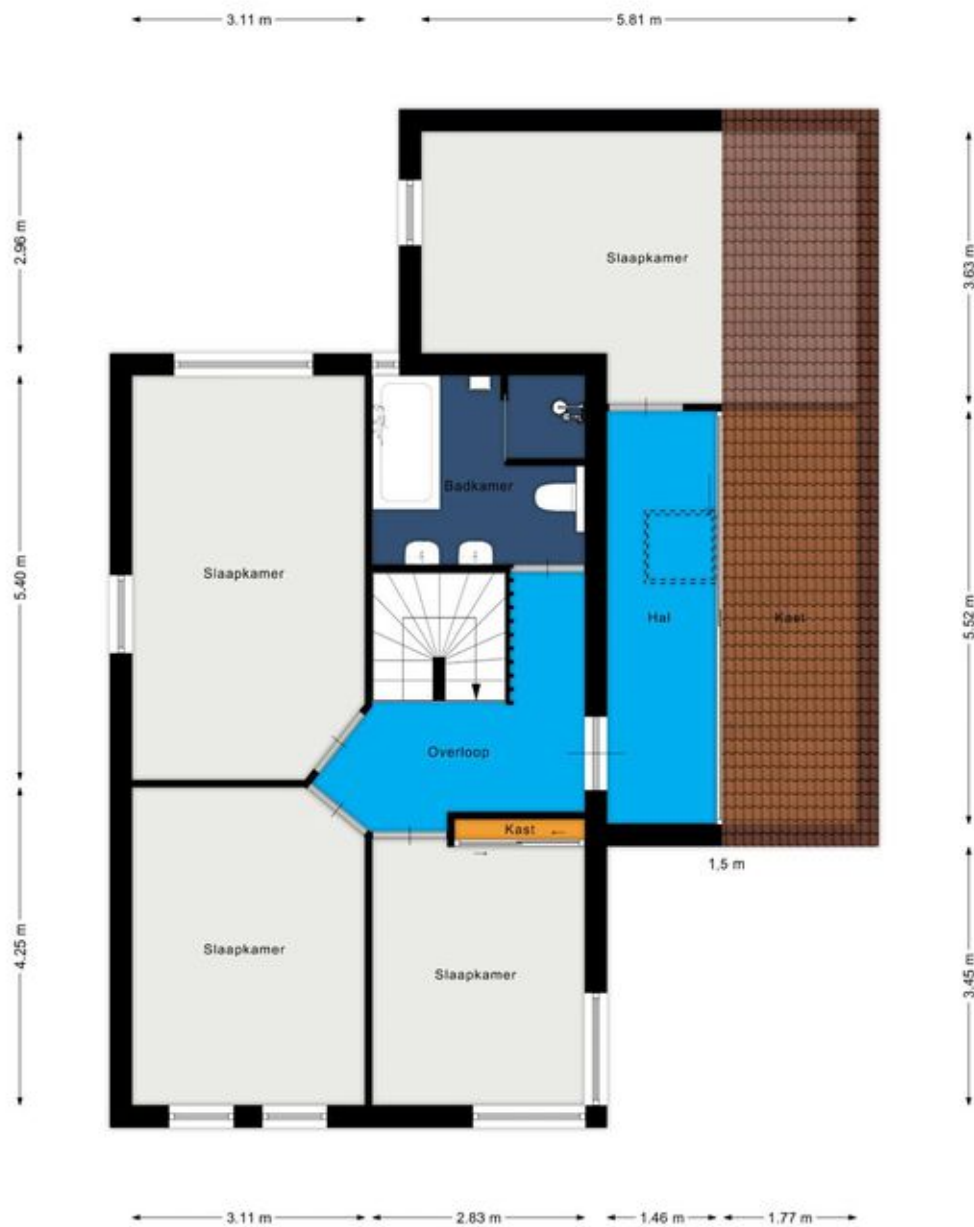 3.11 m
5.81 m
2.96 m
3.63 m
Slaapkamer
Badkamer
5.40 m
Slaapkamer
Hal
Kast
5.52 m
Overloop
Kast
1,5 m
4.25 m
Slaapkamer
Slaapkamer
3.45 m
3.11 m
2.83 m
1.46 m
1.77 m